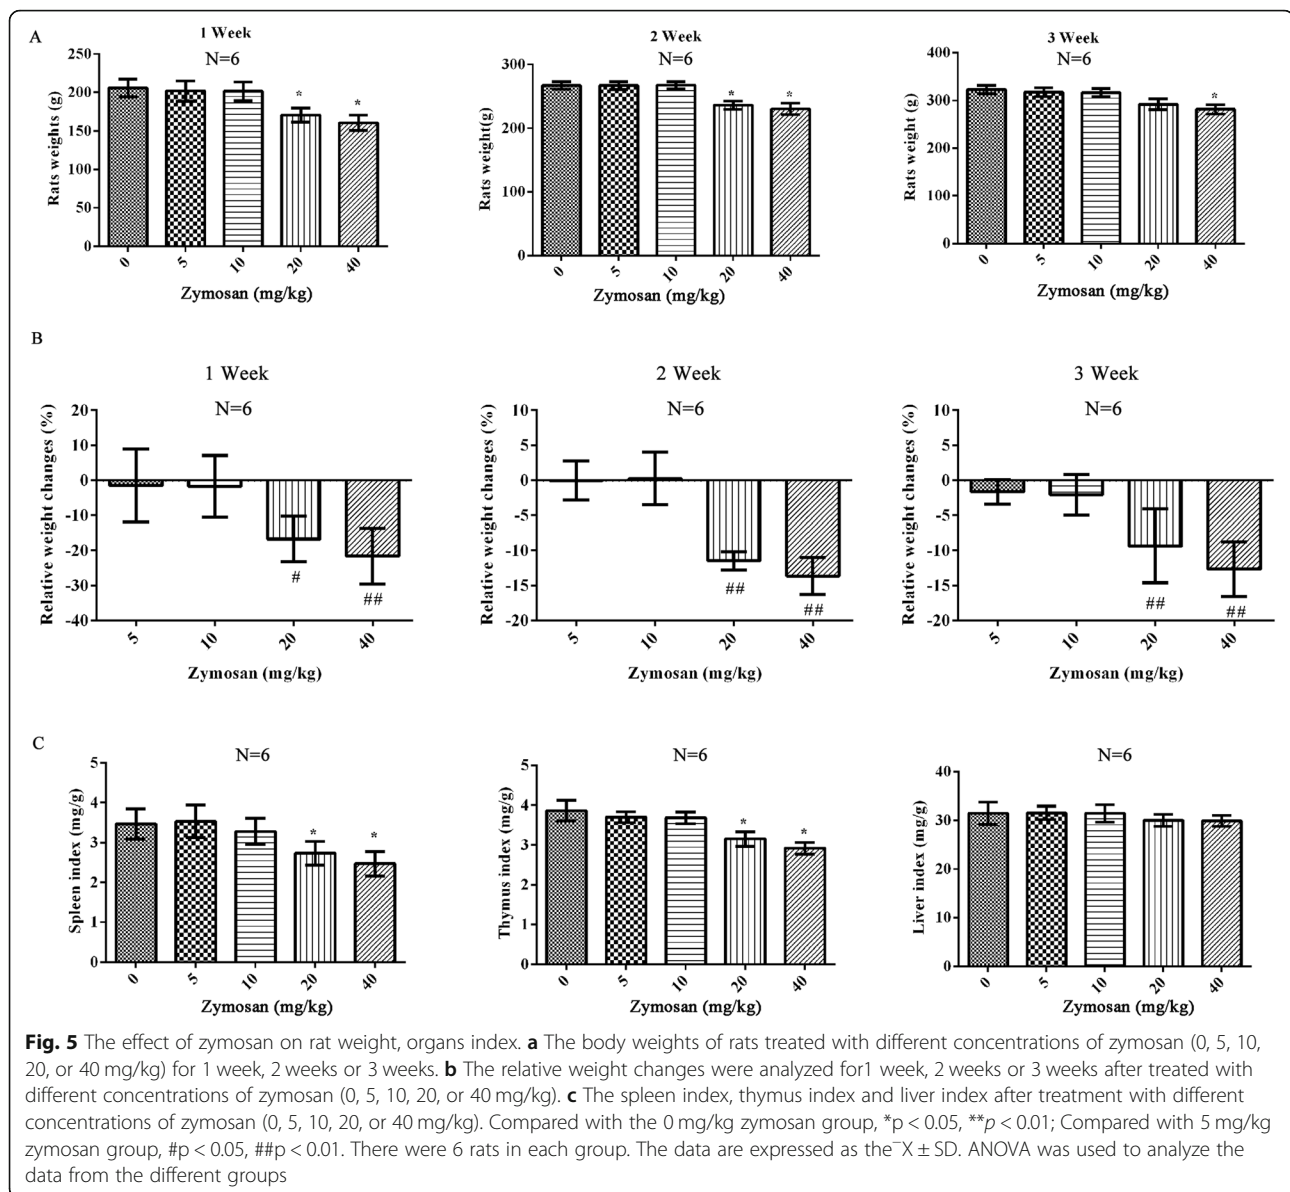 A
1 Week
N=6
Rats weights (g)
250
200
150
100
50
0
* *
0 5 10 20 40
Zymosan (mg/kg)
2 Week
N=6
Rats weight(g)
300
200
100
0
* *
0 5 10 20 40
Zymosan (mg/kg)
3 Week
N=6
Rats weight (g)
400
300
200
100
0
*
0 5 10 20 40
Zymosan (mg/kg)
B
1 Week
N=6
Relative weight changes (%)
20
10
0
-10
-20
-30
-40
# ##
5 10 20 40
Zymosan (mg/kg)
2 Week
N=6
Relative weight changes (%)
10
5
0
-5
-10
-15
-20
## ##
5 10 20 40
Zymosan (mg/kg)
3 Week
N=6
Relative weight changes (%)
10
5
0
-5
-10
-15
-20
## ##
5 10 20 40
Zymosan (mg/kg)
C
N=6
Spleen index (mg/g)
5
4
3
2
1
0
* *
0 5 10 20 40
Zymosan (mg/kg)
N=6
Thymus index (mg/g)
5
4
3
2
1
0
* *
0 5 10 20 40
Zymosan (mg/kg)
N=6
Liver index (mg/g)
40
30
20
10
0
0 5 10 20 40
Zymosan (mg/kg)
Fig. 5 The effect of zymosan on rat weight, organs index. a The body weights of rats treated with different concentrations of zymosan (0, 5, 10,
20, or 40 mg/kg) for 1 week, 2 weeks or 3 weeks. b The relative weight changes were analyzed for1 week, 2 weeks or 3 weeks after treated with
different concentrations of zymosan (0, 5, 10, 20, or 40 mg/kg). c The spleen index, thymus index and liver index after treatment with different
concentrations of zymosan (0, 5, 10, 20, or 40 mg/kg). Compared with the 0 mg/kg zymosan group, *p < 0.05, **p < 0.01; Compared with 5 mg/kg
zymosan group, #p < 0.05, ##p < 0.01. There were 6 rats in each group. The data are expressed as the ¯X ± SD. ANOVA was used to analyze the
data from the different groups